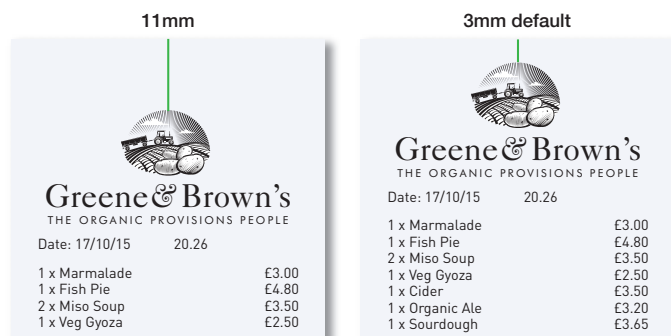 11mm
Greene & Brown's
THE ORGANIC PROVISIONS PEOPLE
Date: 17/10/15 20.26
1 x Marmalade £3.00
1 x Fish Pie £4.80
2 x Miso Soup £3.50
1 x Veg Gyoza £2.50
3mm default
Greene & Brown's
THE ORGANIC PROVISIONS PEOPLE
Date: 17/10/15 20.26
1 x Marmalade £3.00
1 x Fish Pie £4.80
2 x Miso Soup £3.50
1 x Veg Gyoza £2.50
1 x Cider £3.50
1 x Organic Ale £3.20
1 x Sourdough £3.65